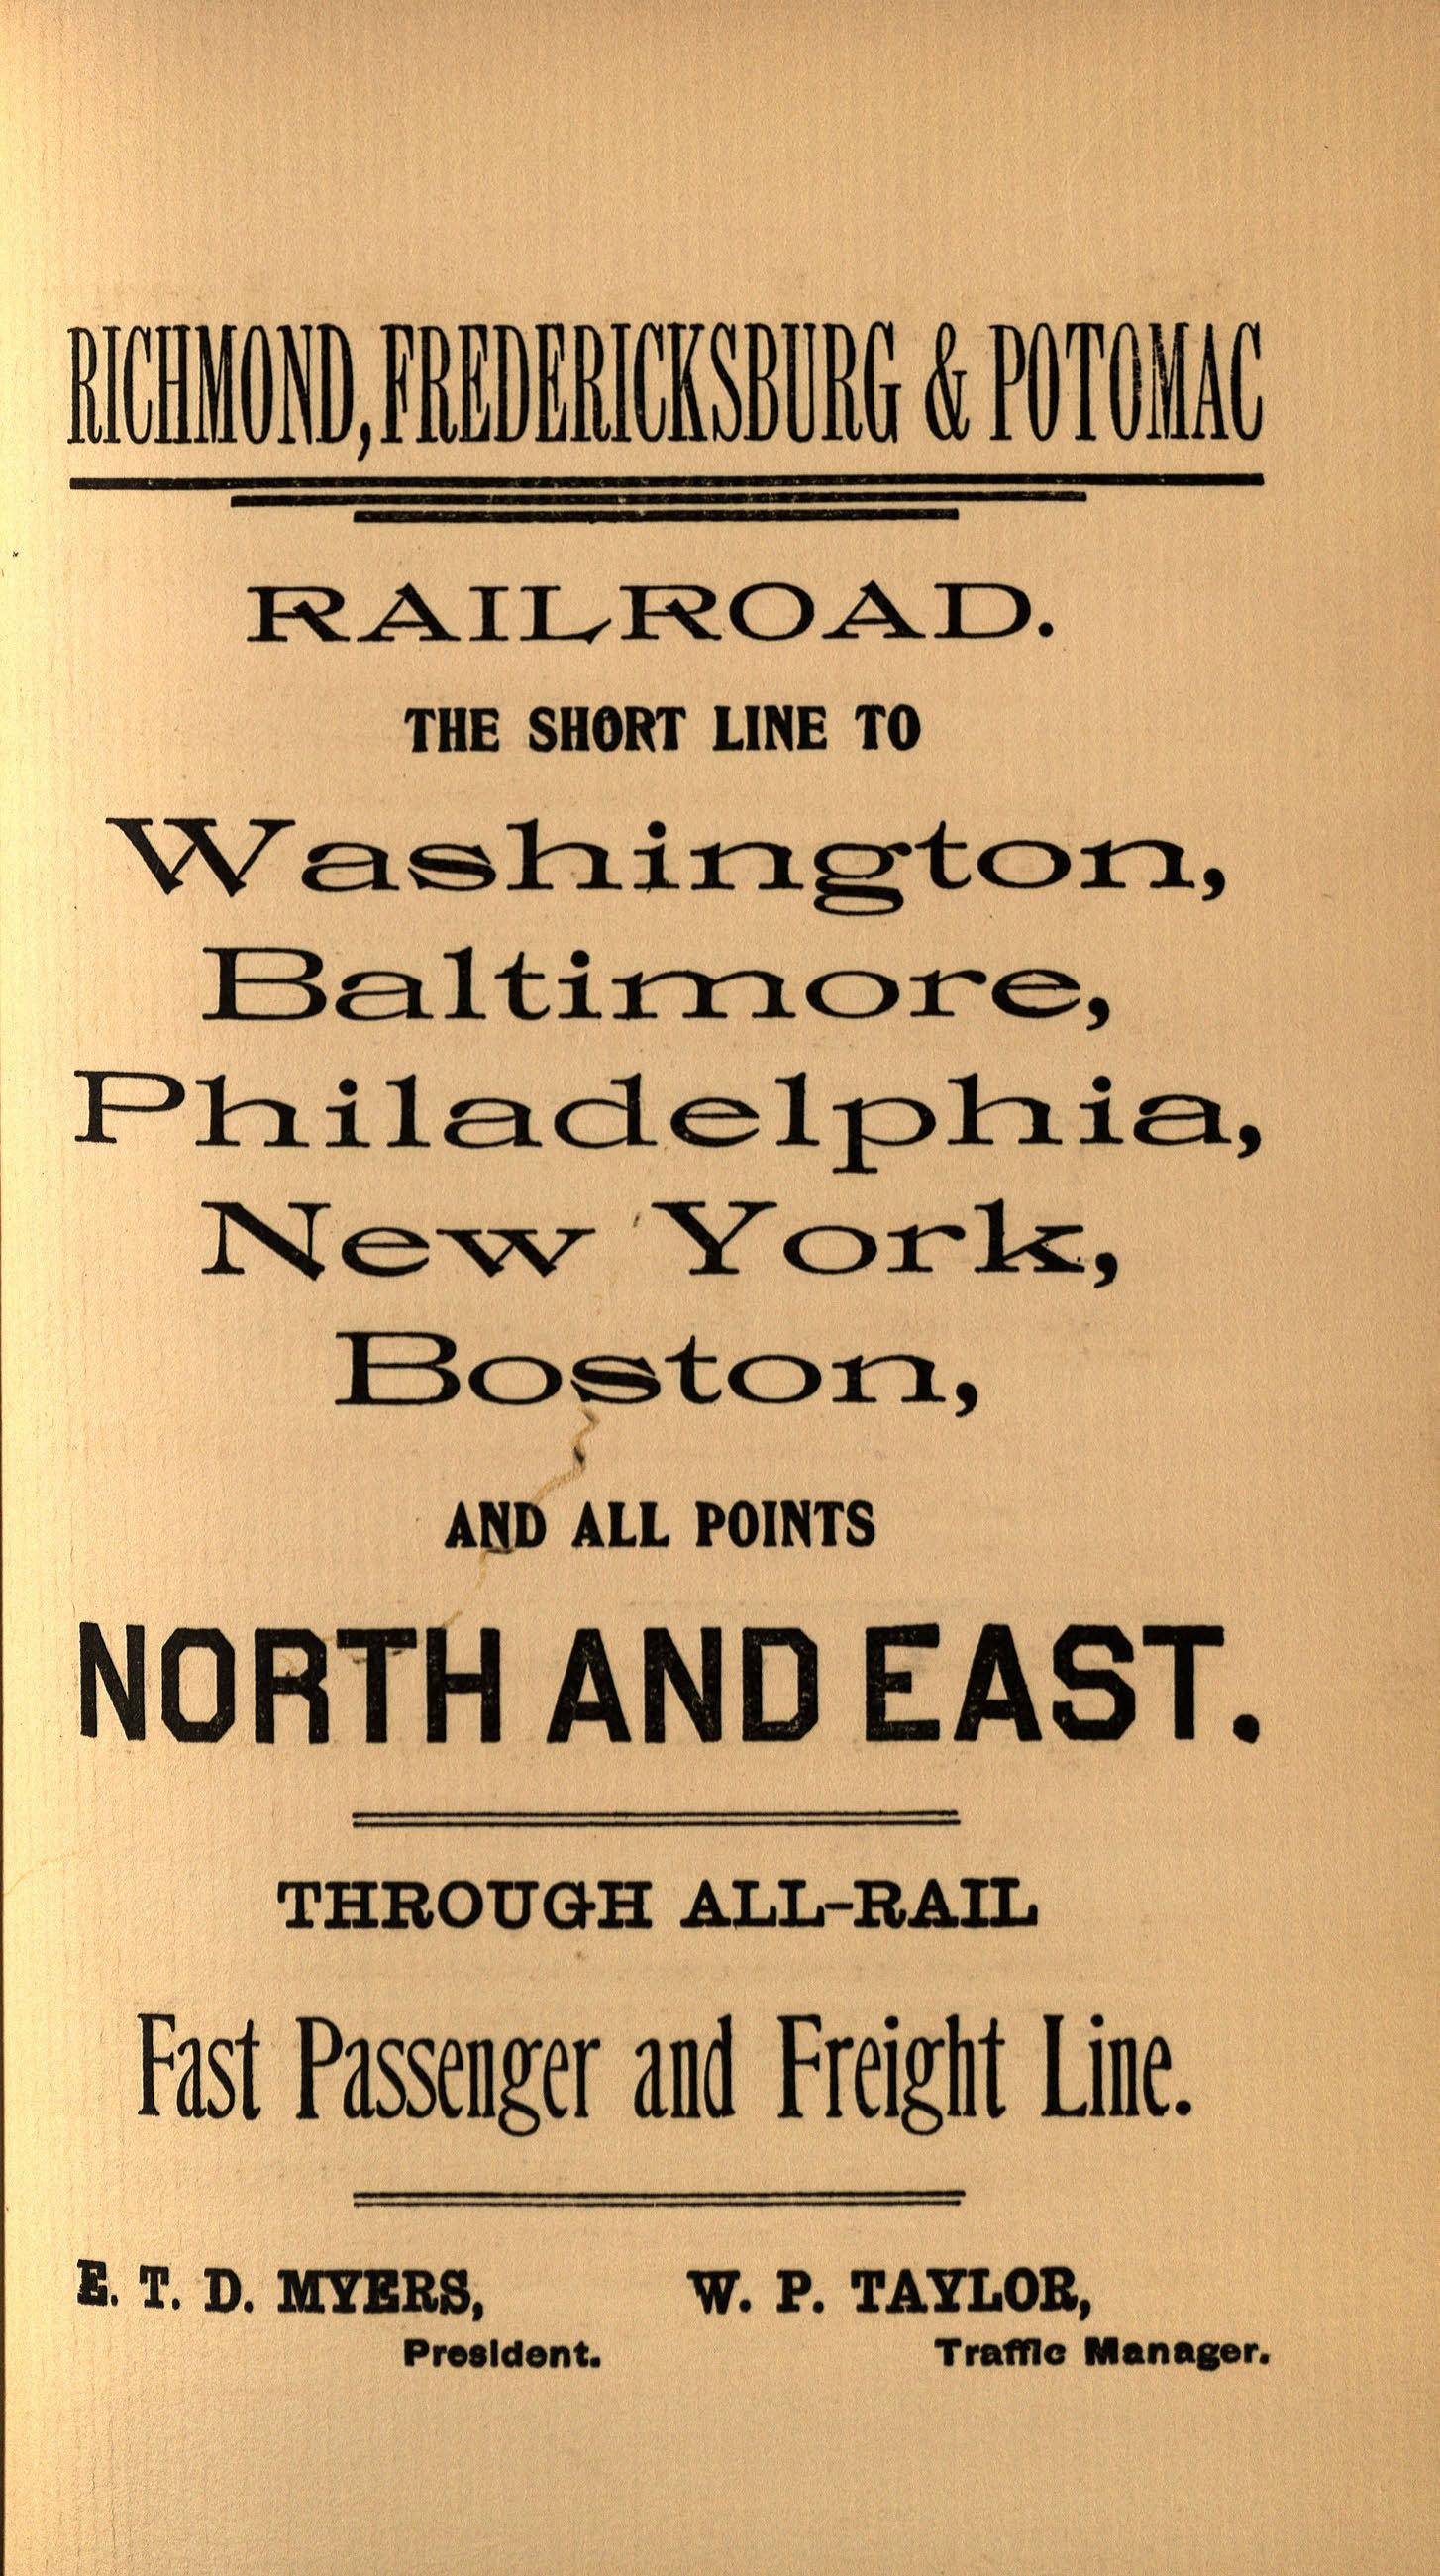 RICHMOND, FREDERICKSBURG & POTOMAC
RAILROAD.
THE SHORT LINE TO
Washington,
Baltimore,
Philadelphia,
New York,
Boston,
AND ALL POINTS
NORTH AND EAST.
THROUGH ALL-RAIL
Fast Passenger and Freight Line.
E. T. D. MYERS, W. P. TAYLOR,
President. Traffic Manager.